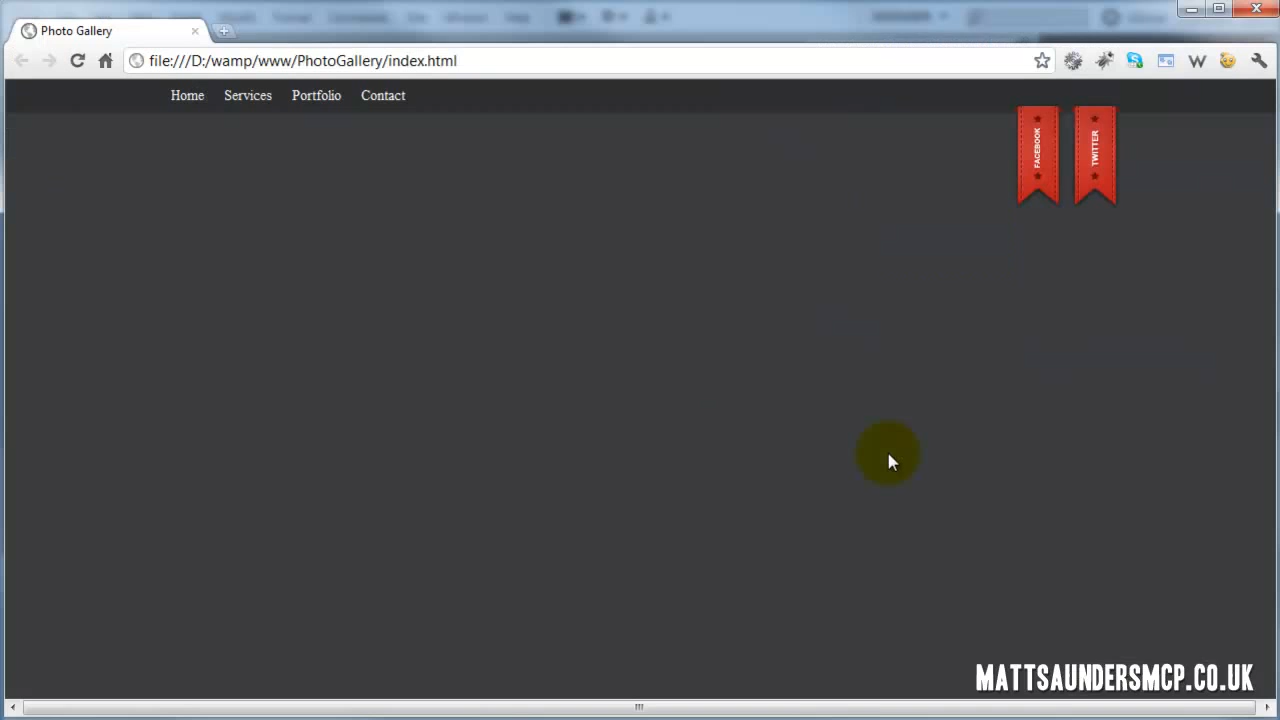 Photo Gallery
file:///D:/wamp/www/PhotoGallery/index.html
W
Home Services Portfolio Contact
FACEBOOK
TWITTER
MATTSAUNDERSMCP.CO.UK